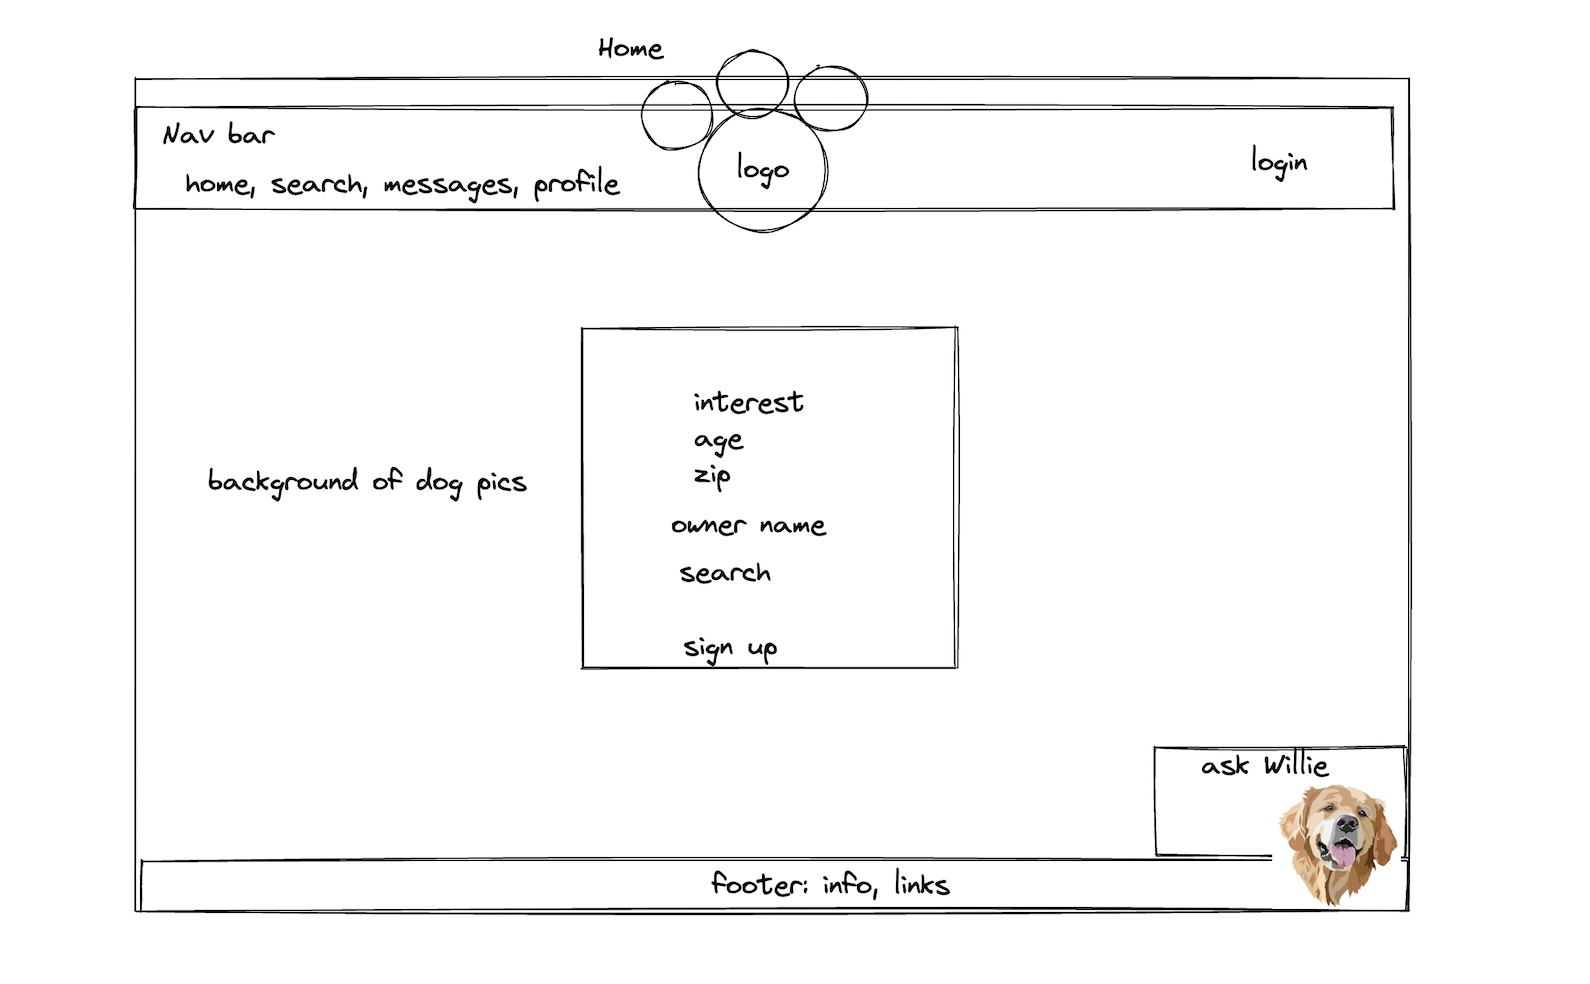 Home
Nav bar
home, search, messages, profile
logo
login
interest
age
zip
owner name
search
sign up
background of dog pics
ask Willie
footer: info, links